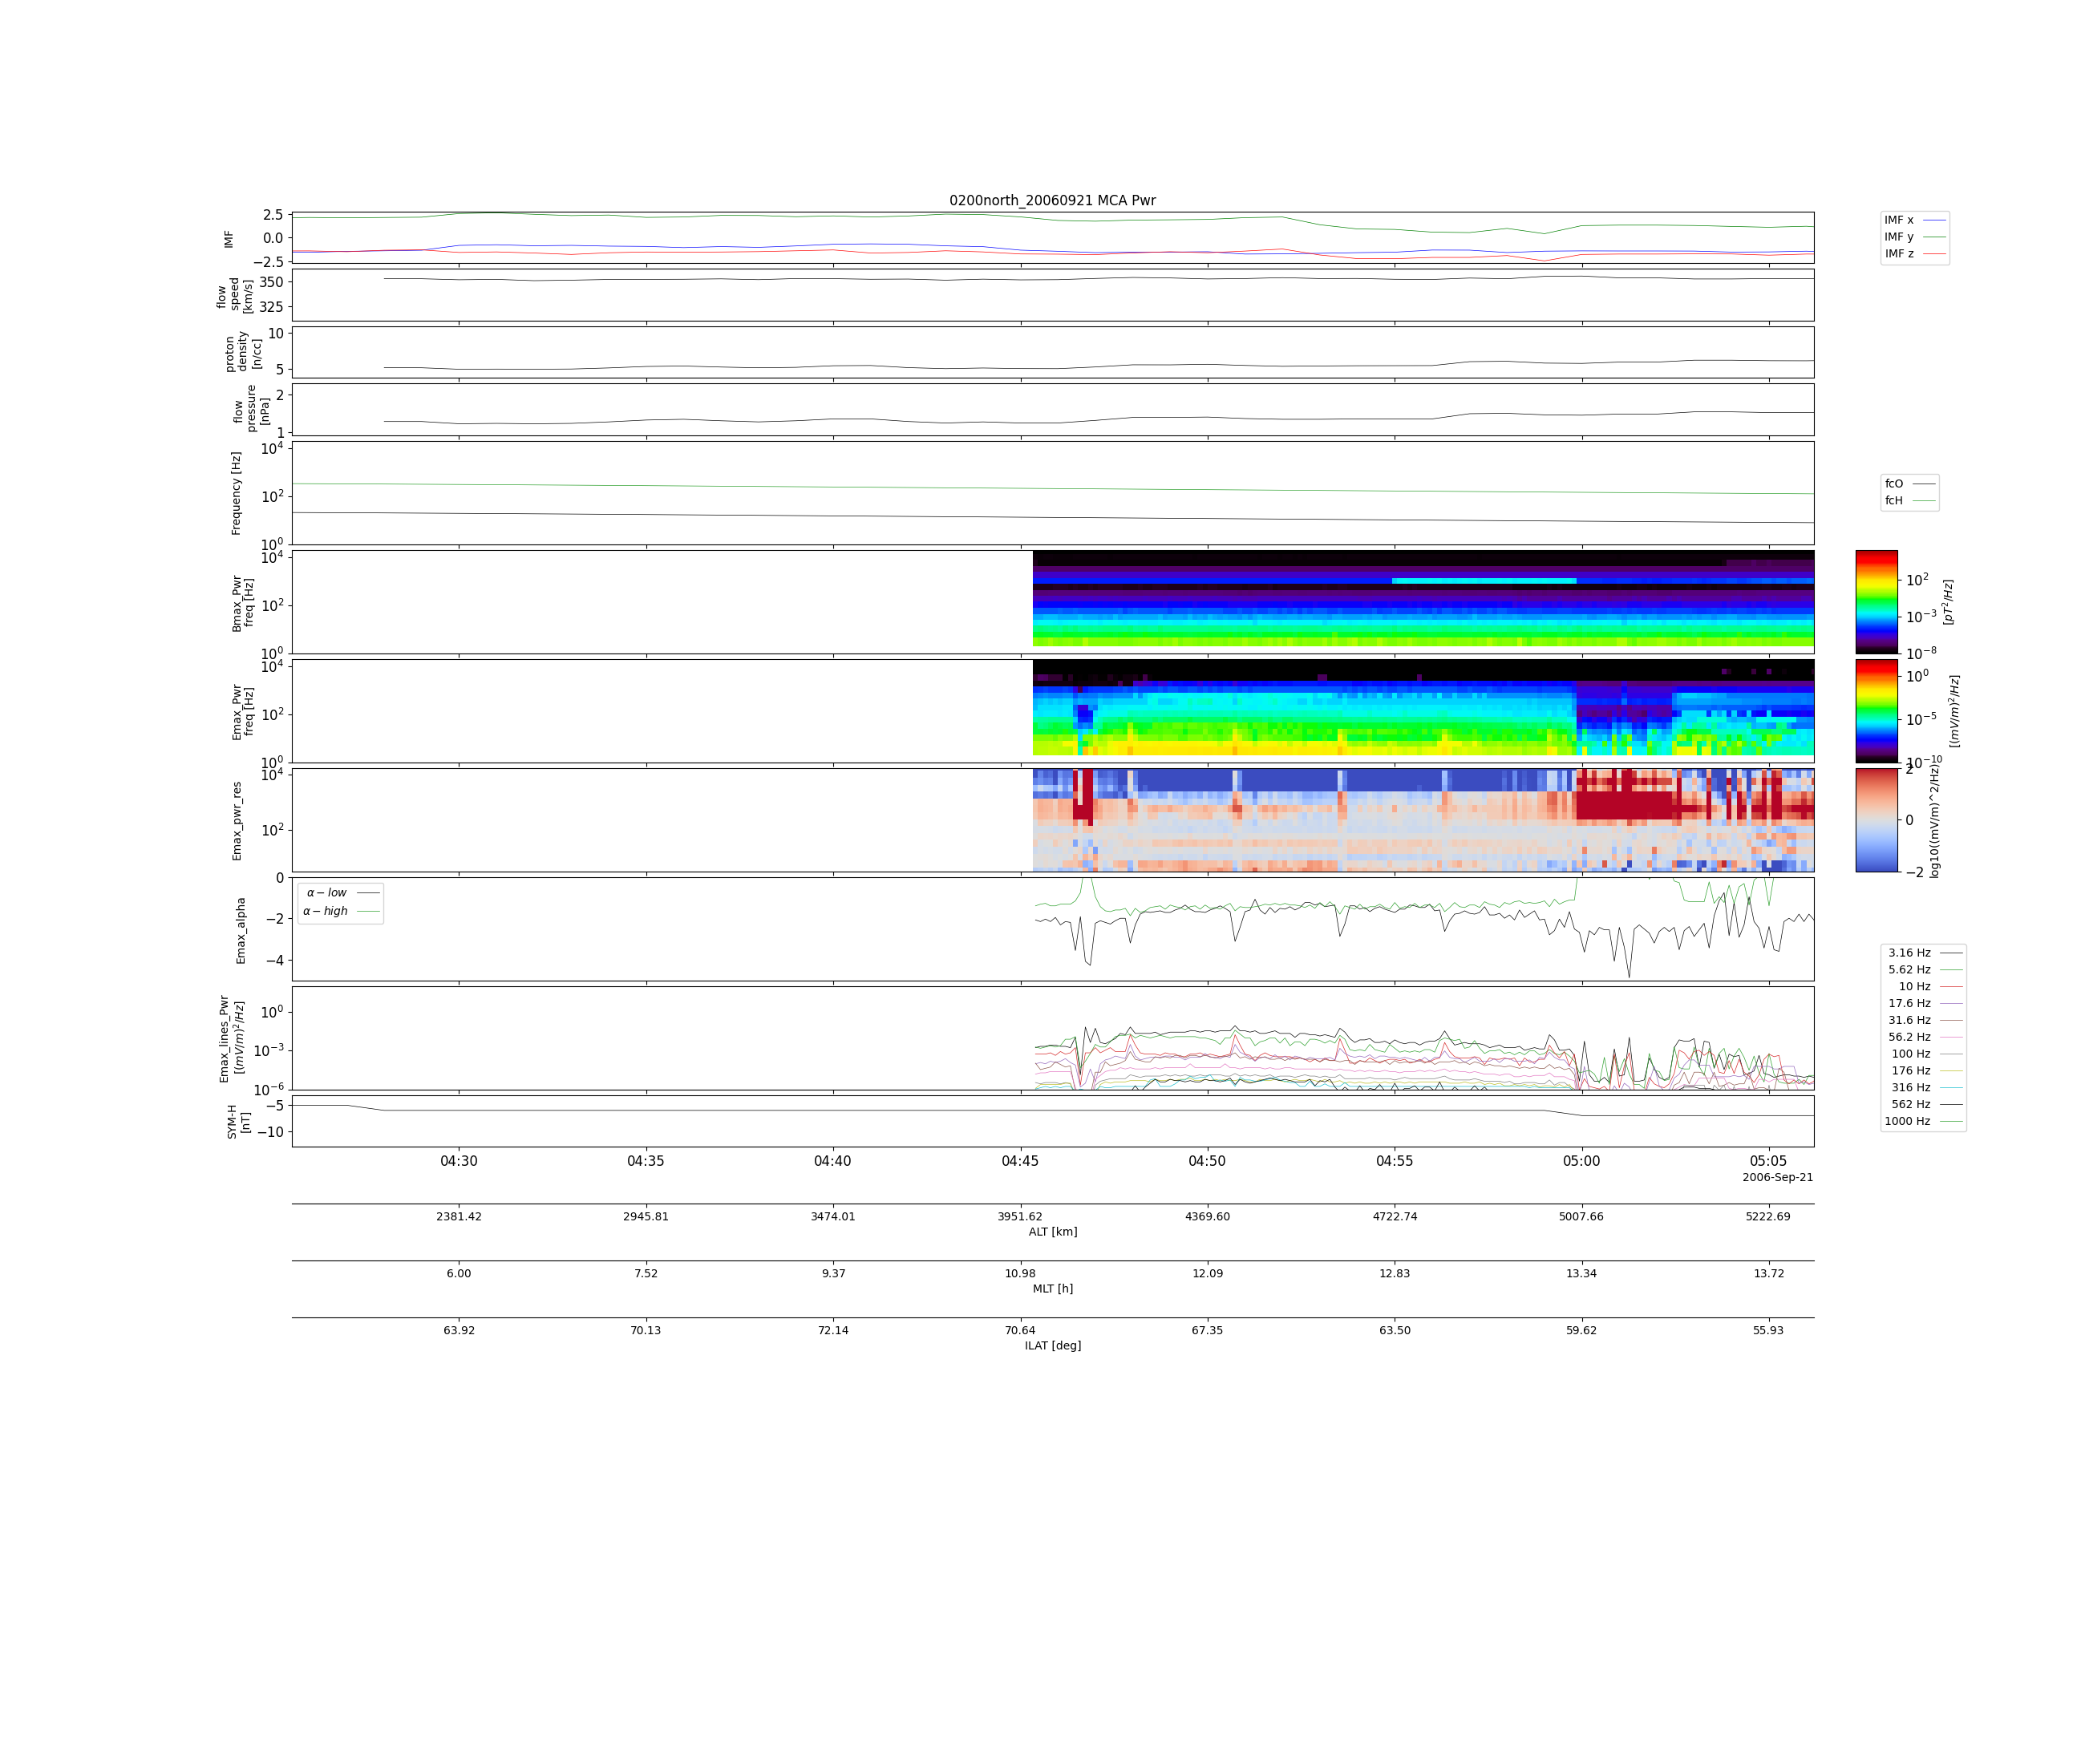 0200north_20060921 MCA Pwr
2.5
0.0
−2.5
IMF
IMF x
IMF y
IMF z
350
325
flow
speed
[km/s]
10
5
proton
density
[n/cc]
2
1
flow
pressure
[nPa]
10^4
10^2
10^0
Frequency [Hz]
fcO
fcH
10^4
10^2
10^0
Bmax_Pwr
freq [Hz]
10^2
10^−3
10^−8
[pT^2/Hz]
10^4
10^2
10^0
Emax_Pwr
freq [Hz]
10^0
10^−5
10^−10
[(mV/m)^2/Hz]
10^4
10^2
Emax_pwr_res
2
0
−2
log10((mV/m)^2/Hz)
0
−2
−4
Emax_alpha
α − low
α − high
10^0
10^−3
10^−6
Emax_lines_Pwr
[(mV/m)^2/Hz]
3.16 Hz
5.62 Hz
10 Hz
17.6 Hz
31.6 Hz
56.2 Hz
100 Hz
176 Hz
316 Hz
562 Hz
1000 Hz
−5
−10
SYM-H
[nT]
04:30 04:35 04:40 04:45 04:50 04:55 05:00 05:05
2006-Sep-21
2381.42 2945.81 3474.01 3951.62 4369.60 4722.74 5007.66 5222.69
ALT [km]
6.00 7.52 9.37 10.98 12.09 12.83 13.34 13.72
MLT [h]
63.92 70.13 72.14 70.64 67.35 63.50 59.62 55.93
ILAT [deg]